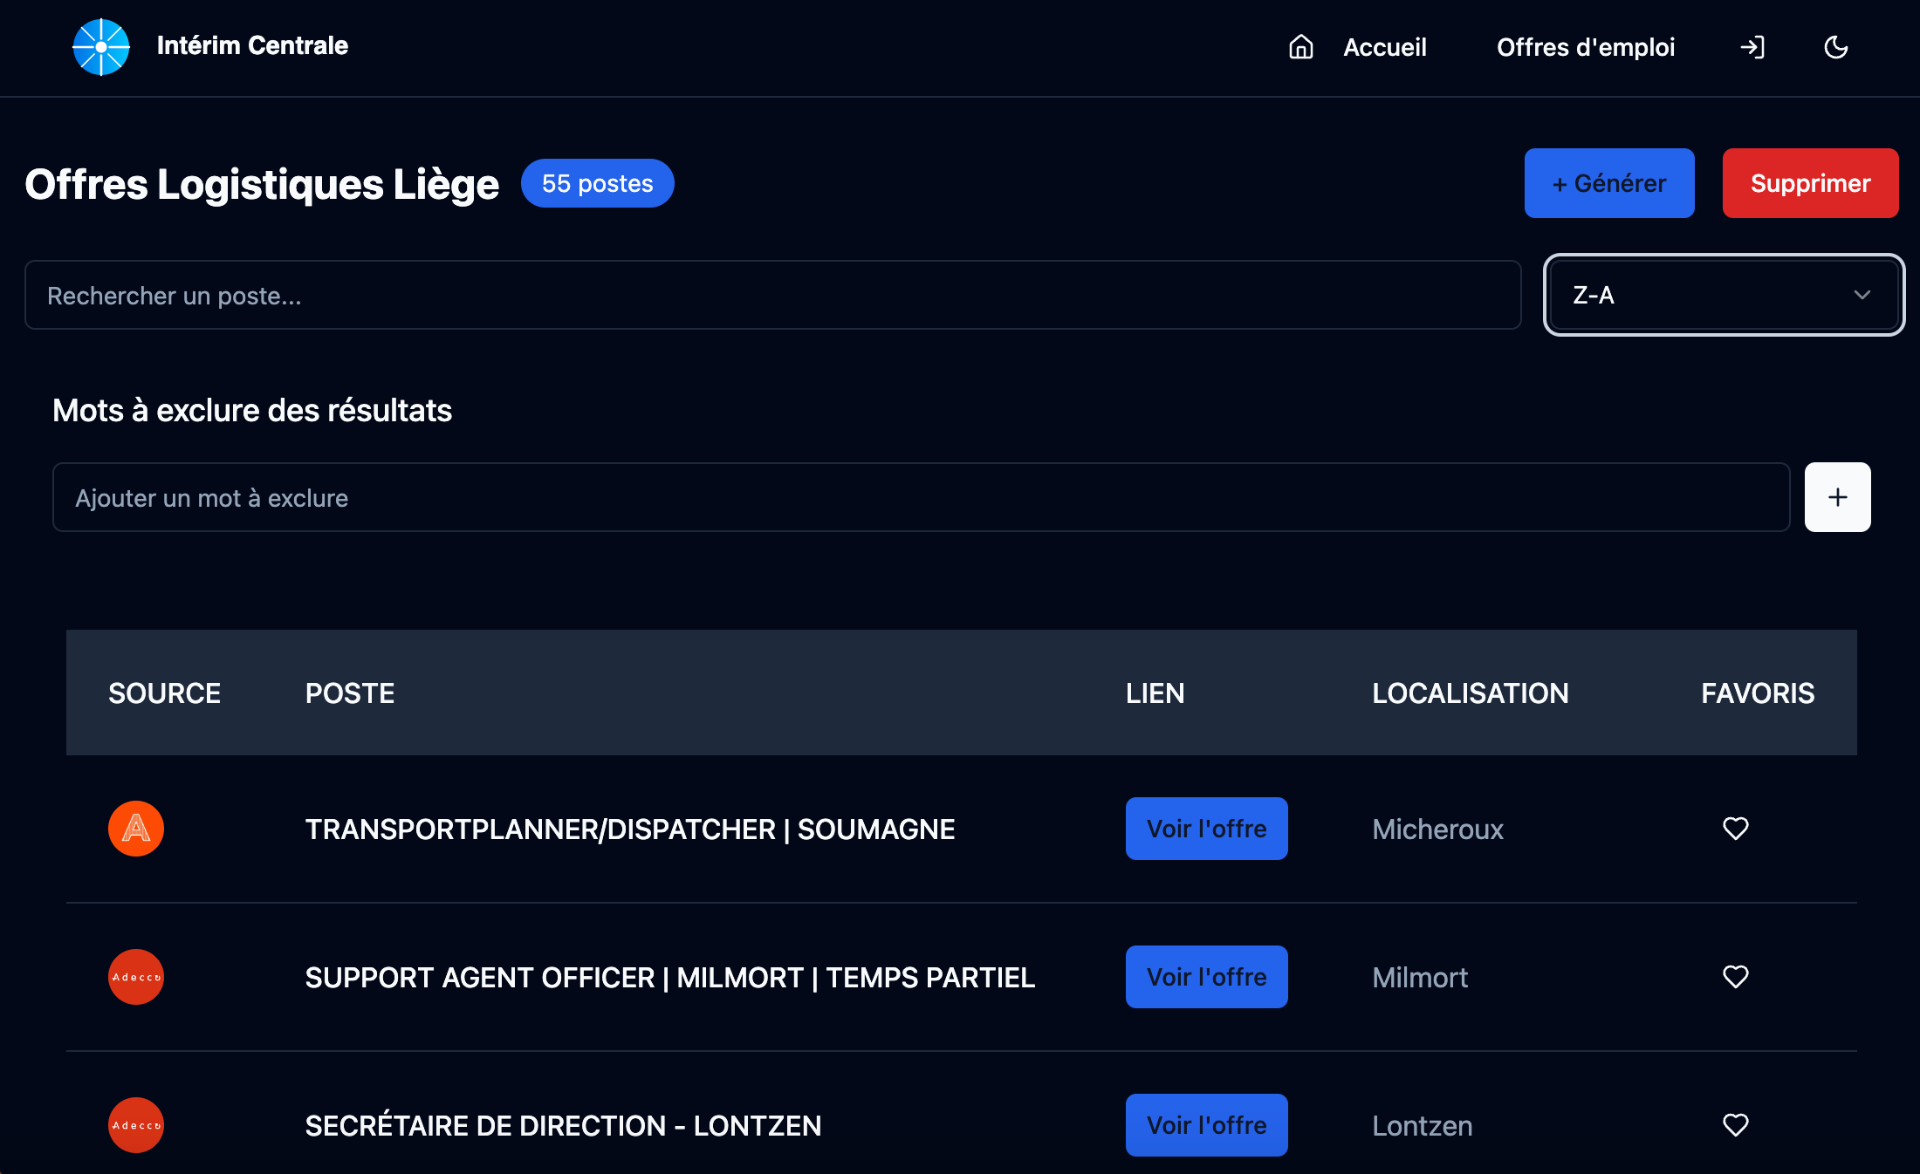 Intérim Centrale
Accueil
Offres d'emploi
Offres Logistiques Liège
55 postes
+ Générer
Supprimer
Rechercher un poste...
Z-A
Mots à exclure des résultats
Ajouter un mot à exclure
+
SOURCE POSTE LIEN LOCALISATION FAVORIS
A TRANSPORTPLANNER/DISPATCHER | SOUMAGNE Voir l'offre Micheroux
Adecco SUPPORT AGENT OFFICER | MILMORT | TEMPS PARTIEL Voir l'offre Milmort
Adecco SECRÉTAIRE DE DIRECTION - LONTZEN Voir l'offre Lontzen